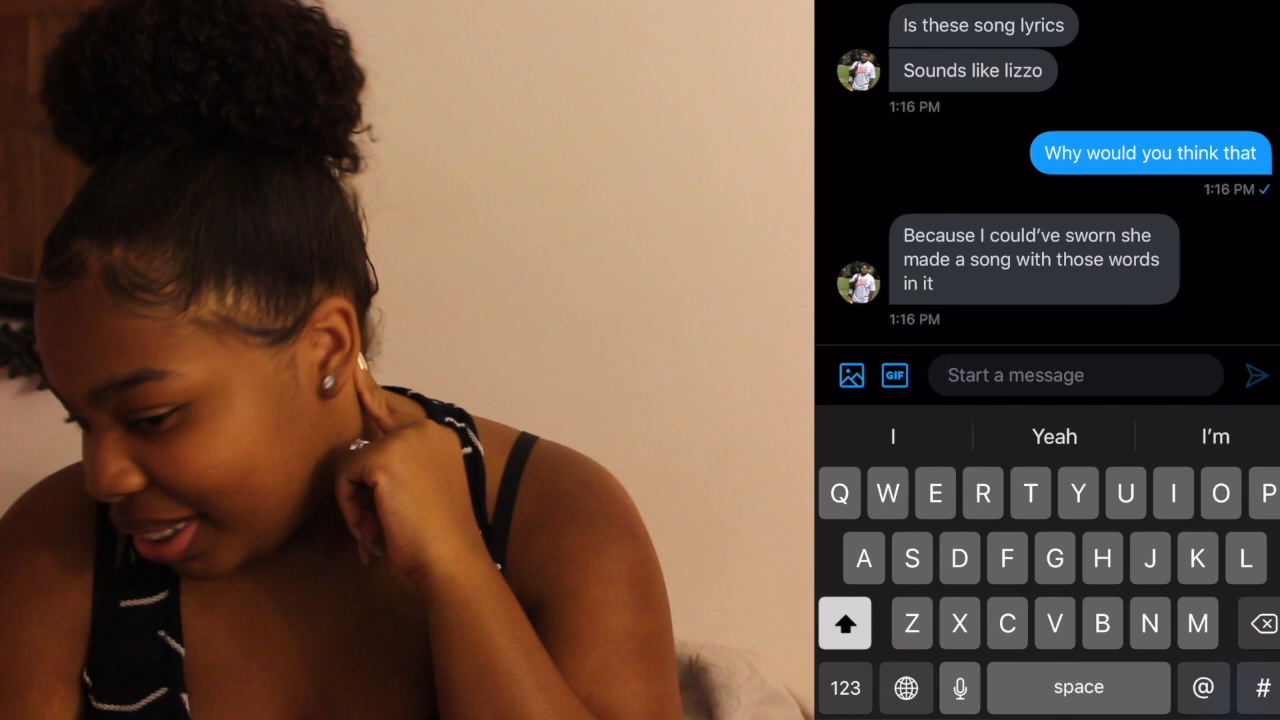 Is these song lyrics
Sounds like lizzo
1:16 PM
Why would you think that
1:16 PM ✓
Because I could’ve sworn she
made a song with those words
in it
1:16 PM
GIF Start a message
I Yeah I’m
Q W E R T Y U I O P
A S D F G H J K L
Z X C V B N M
123 space @ #